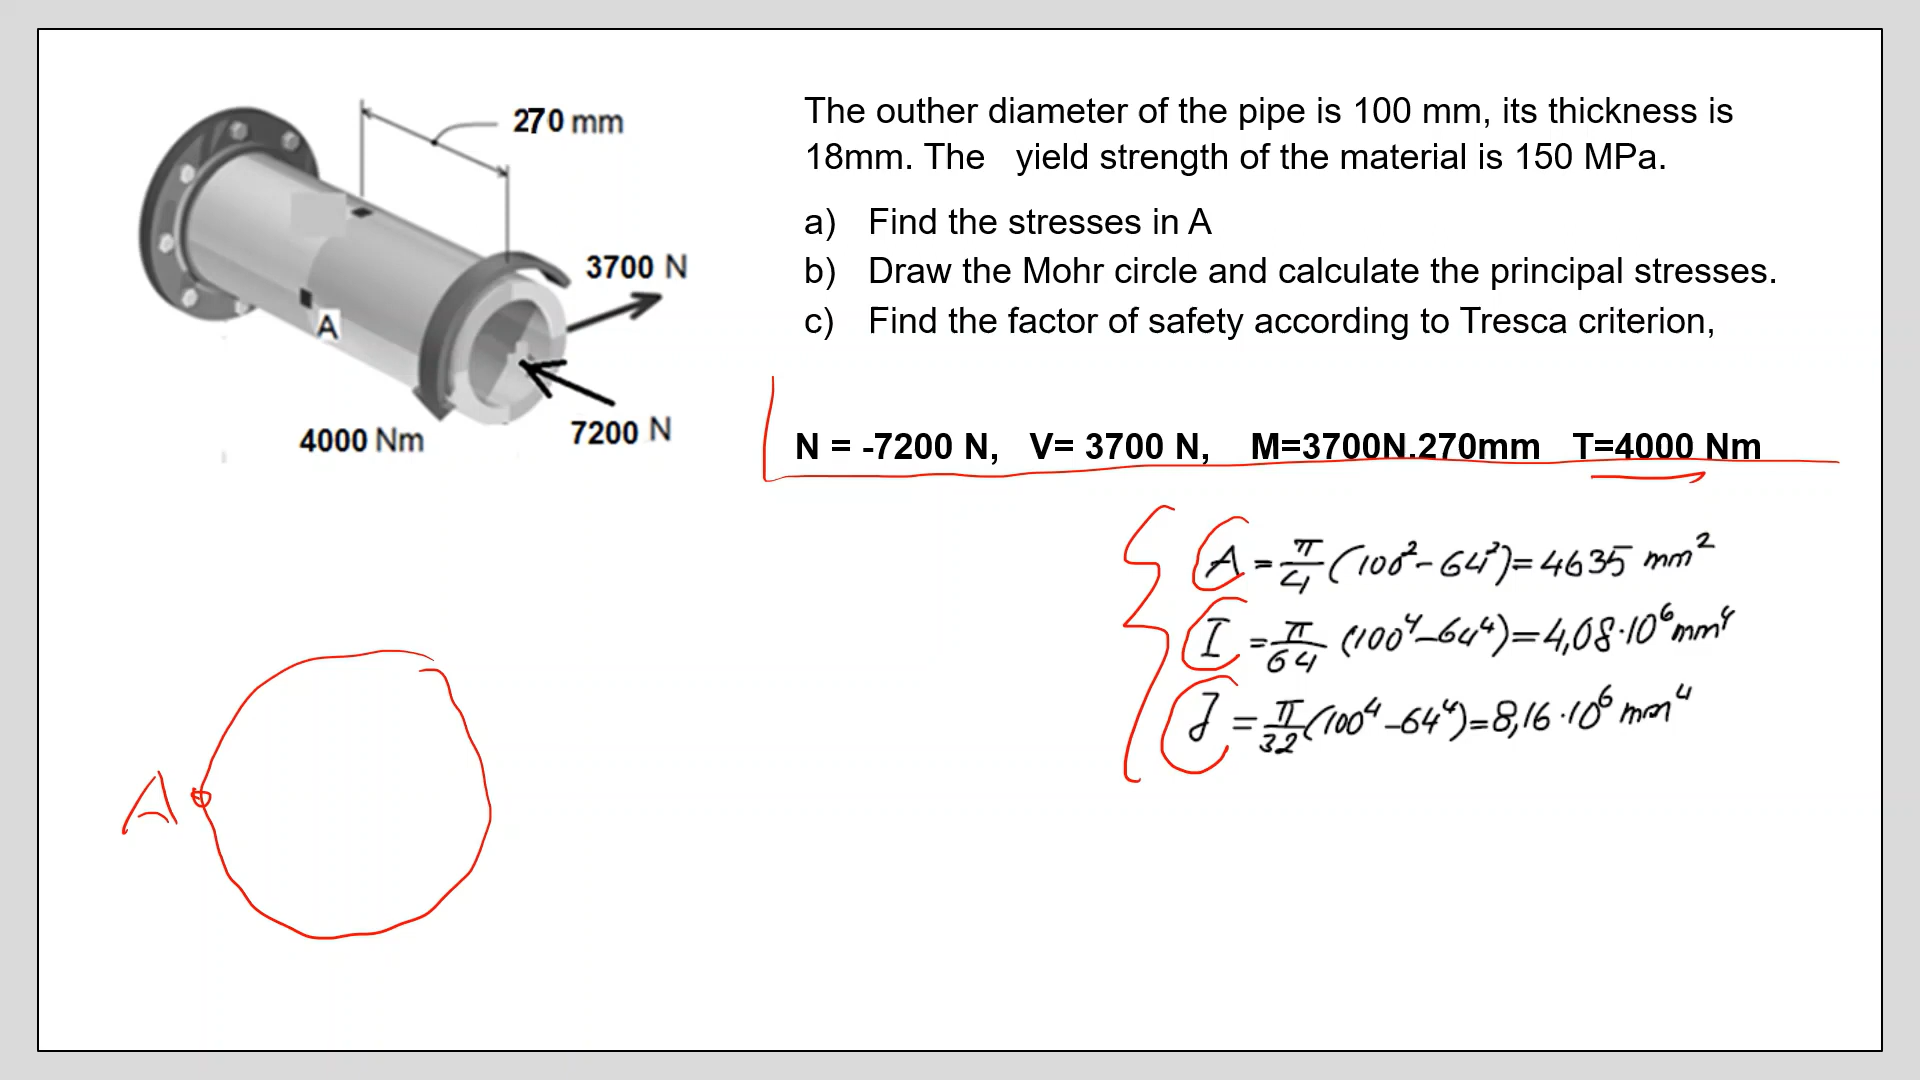 270 mm
3700 N
A
4000 Nm
7200 N
The outher diameter of the pipe is 100 mm, its thickness is
18mm. The yield strength of the material is 150 MPa.
a) Find the stresses in A
b) Draw the Mohr circle and calculate the principal stresses.
c) Find the factor of safety according to Tresca criterion,
N = -7200 N, V= 3700 N, M=3700N.270mm T=4000 Nm
A = π/4 (100² - 64²) = 4635 mm²
I = π/64 (100⁴ - 64⁴) = 4,08·10⁶ mm⁴
J = π/32 (100⁴ - 64⁴) = 8,16·10⁶ mm⁴
A